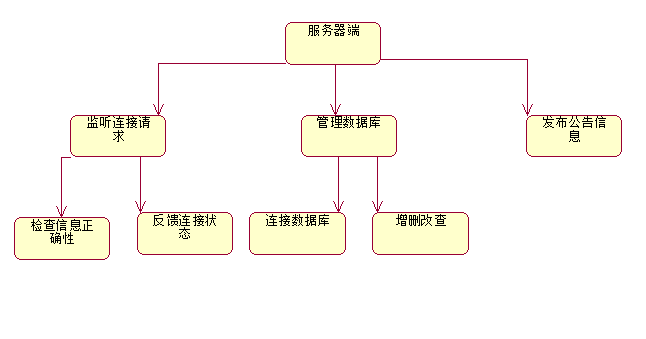 服务器端
监听连接请
求
管理数据库
发布公告信
息
检查信息正
确性
反馈连接状
态
连接数据库
增删改查